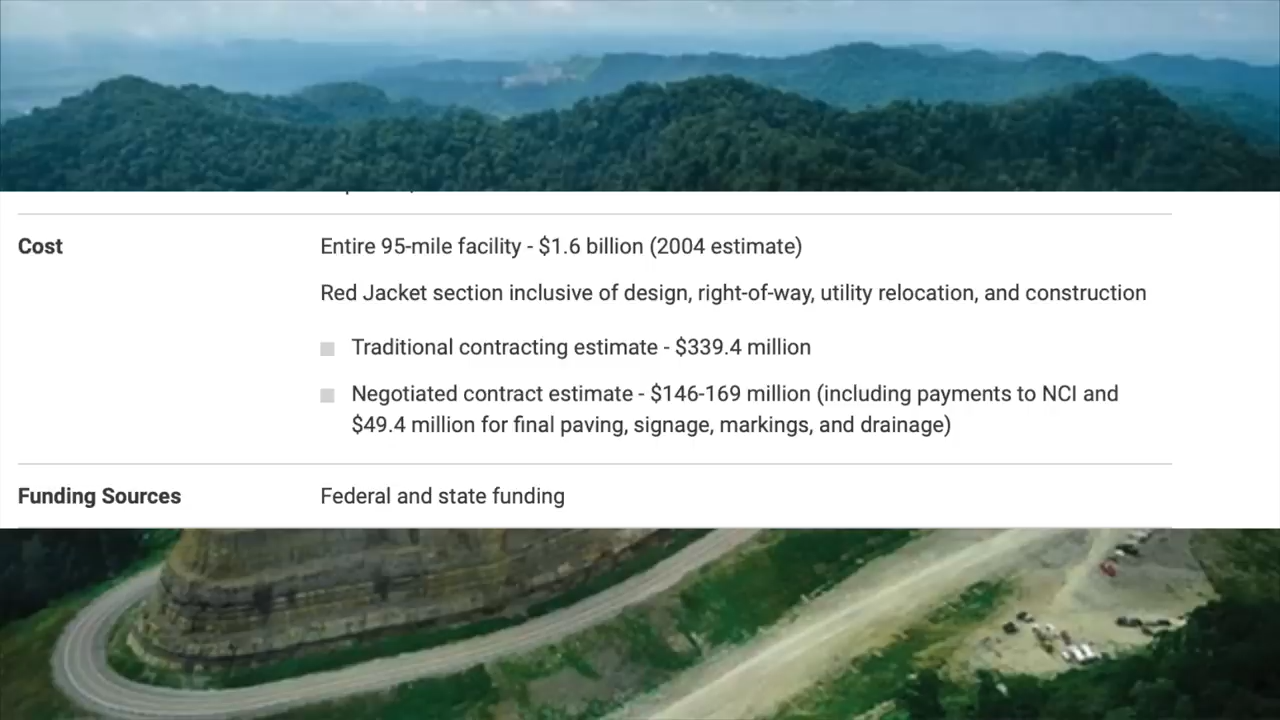 Cost
Entire 95-mile facility - $1.6 billion (2004 estimate)
Red Jacket section inclusive of design, right-of-way, utility relocation, and construction
Traditional contracting estimate - $339.4 million
Negotiated contract estimate - $146-169 million (including payments to NCI and
$49.4 million for final paving, signage, markings, and drainage)
Funding Sources
Federal and state funding